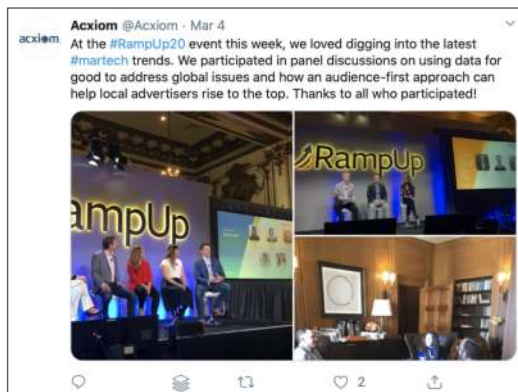 Acxiom @Acxiom · Mar 4
acxiom
At the #RampUp20 event this week, we loved digging into the latest
#martech trends. We participated in panel discussions on using data for
good to address global issues and how an audience-first approach can
help local advertisers rise to the top. Thanks to all who participated!
ampUp
RampUp
2